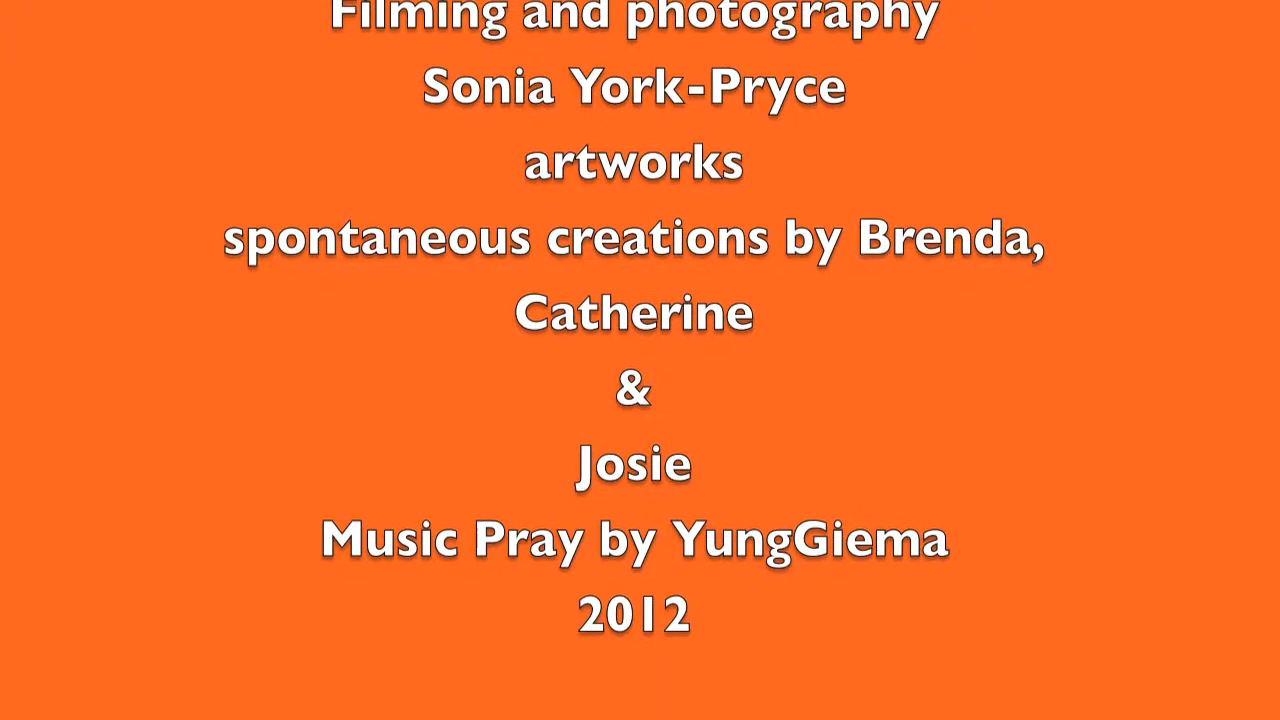 Filming and photography
Sonia York-Pryce
artworks
spontaneous creations by Brenda,
Catherine
&
Josie
Music Pray by YungGiema
2012